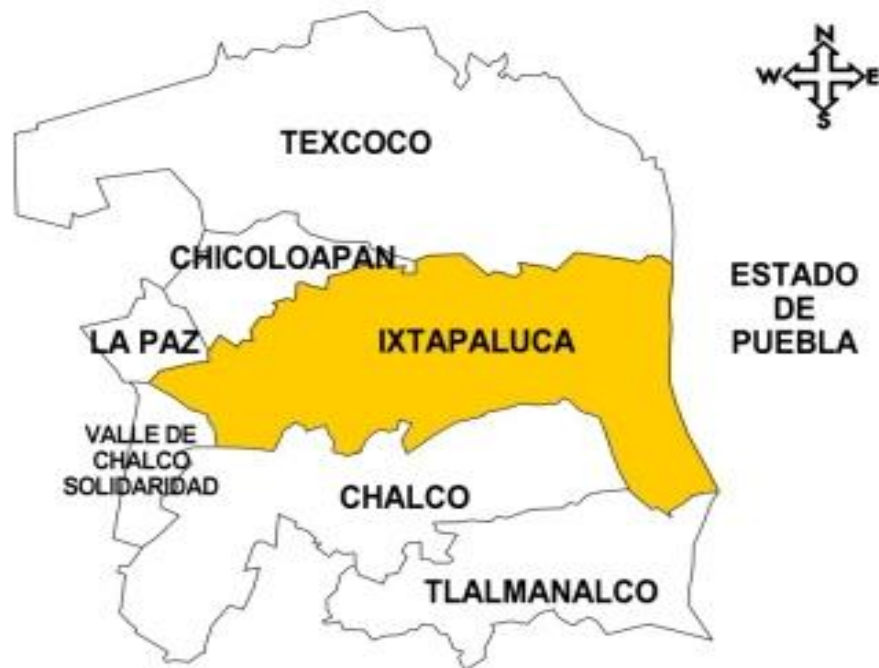 N
W E
S
TEXCOCO
CHICOLOAPAN
ESTADO
DE
PUEBLA
LA PAZ
IXTAPALUCA
VALLE DE
CHALCO
SOLIDARIDAD
CHALCO
TLALMANALCO